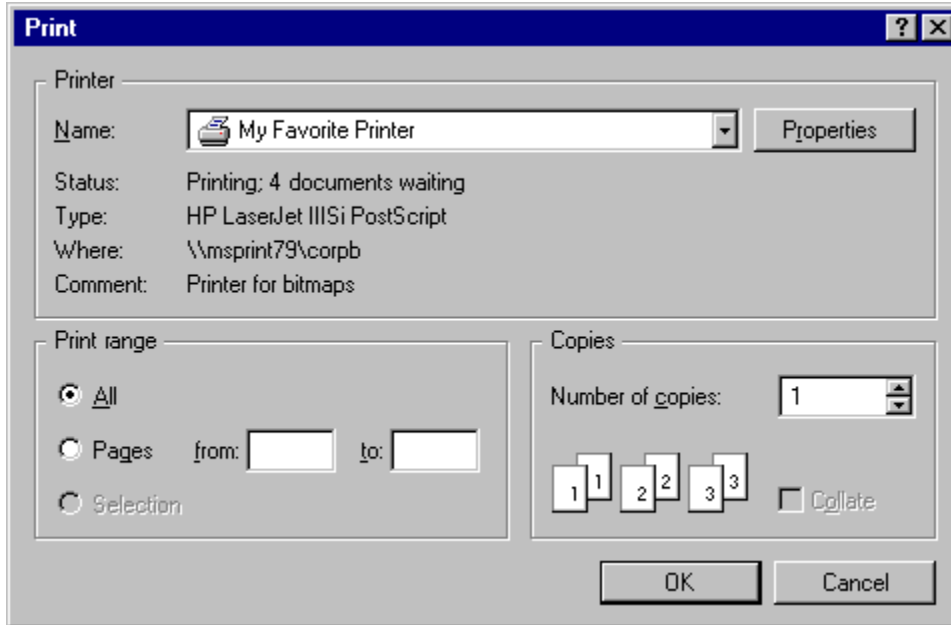 Print
Printer
Name: My Favorite Printer Properties
Status: Printing; 4 documents waiting
Type: HP LaserJet IIISi PostScript
Where: \\msprint79\corpb
Comment: Printer for bitmaps
Print range
All
Pages from: to:
Selection
Copies
Number of copies: 1
1 1 2 2 3 3 Collate
OK Cancel